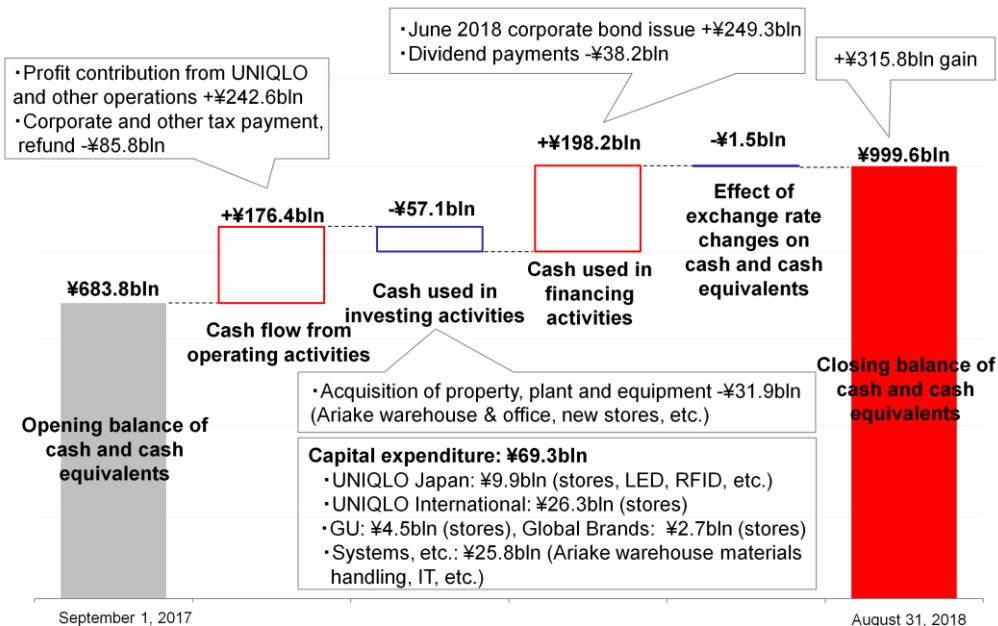 ・June 2018 corporate bond issue +¥249.3bln
・Dividend payments -¥38.2bln
+¥315.8bln gain
・Profit contribution from UNIQLO
and other operations +¥242.6bln
・Corporate and other tax payment,
refund -¥85.8bln
+¥198.2bln
-¥1.5bln
¥999.6bln
+¥176.4bln
-¥57.1bln
Effect of
exchange rate
changes on
cash and cash
equivalents
¥683.8bln
Cash used in
investing activities
Cash used in
financing
activities
Cash flow from
operating activities
Closing balance of
cash and cash
equivalents
・Acquisition of property, plant and equipment -¥31.9bln
(Ariake warehouse & office, new stores, etc.)
Opening balance of
cash and cash
equivalents
Capital expenditure: ¥69.3bln
・UNIQLO Japan: ¥9.9bln (stores, LED, RFID, etc.)
・UNIQLO International: ¥26.3bln (stores)
・GU: ¥4.5bln (stores), Global Brands: ¥2.7bln (stores)
・Systems, etc.: ¥25.8bln (Ariake warehouse materials
handling, IT, etc.)
September 1, 2017
August 31, 2018